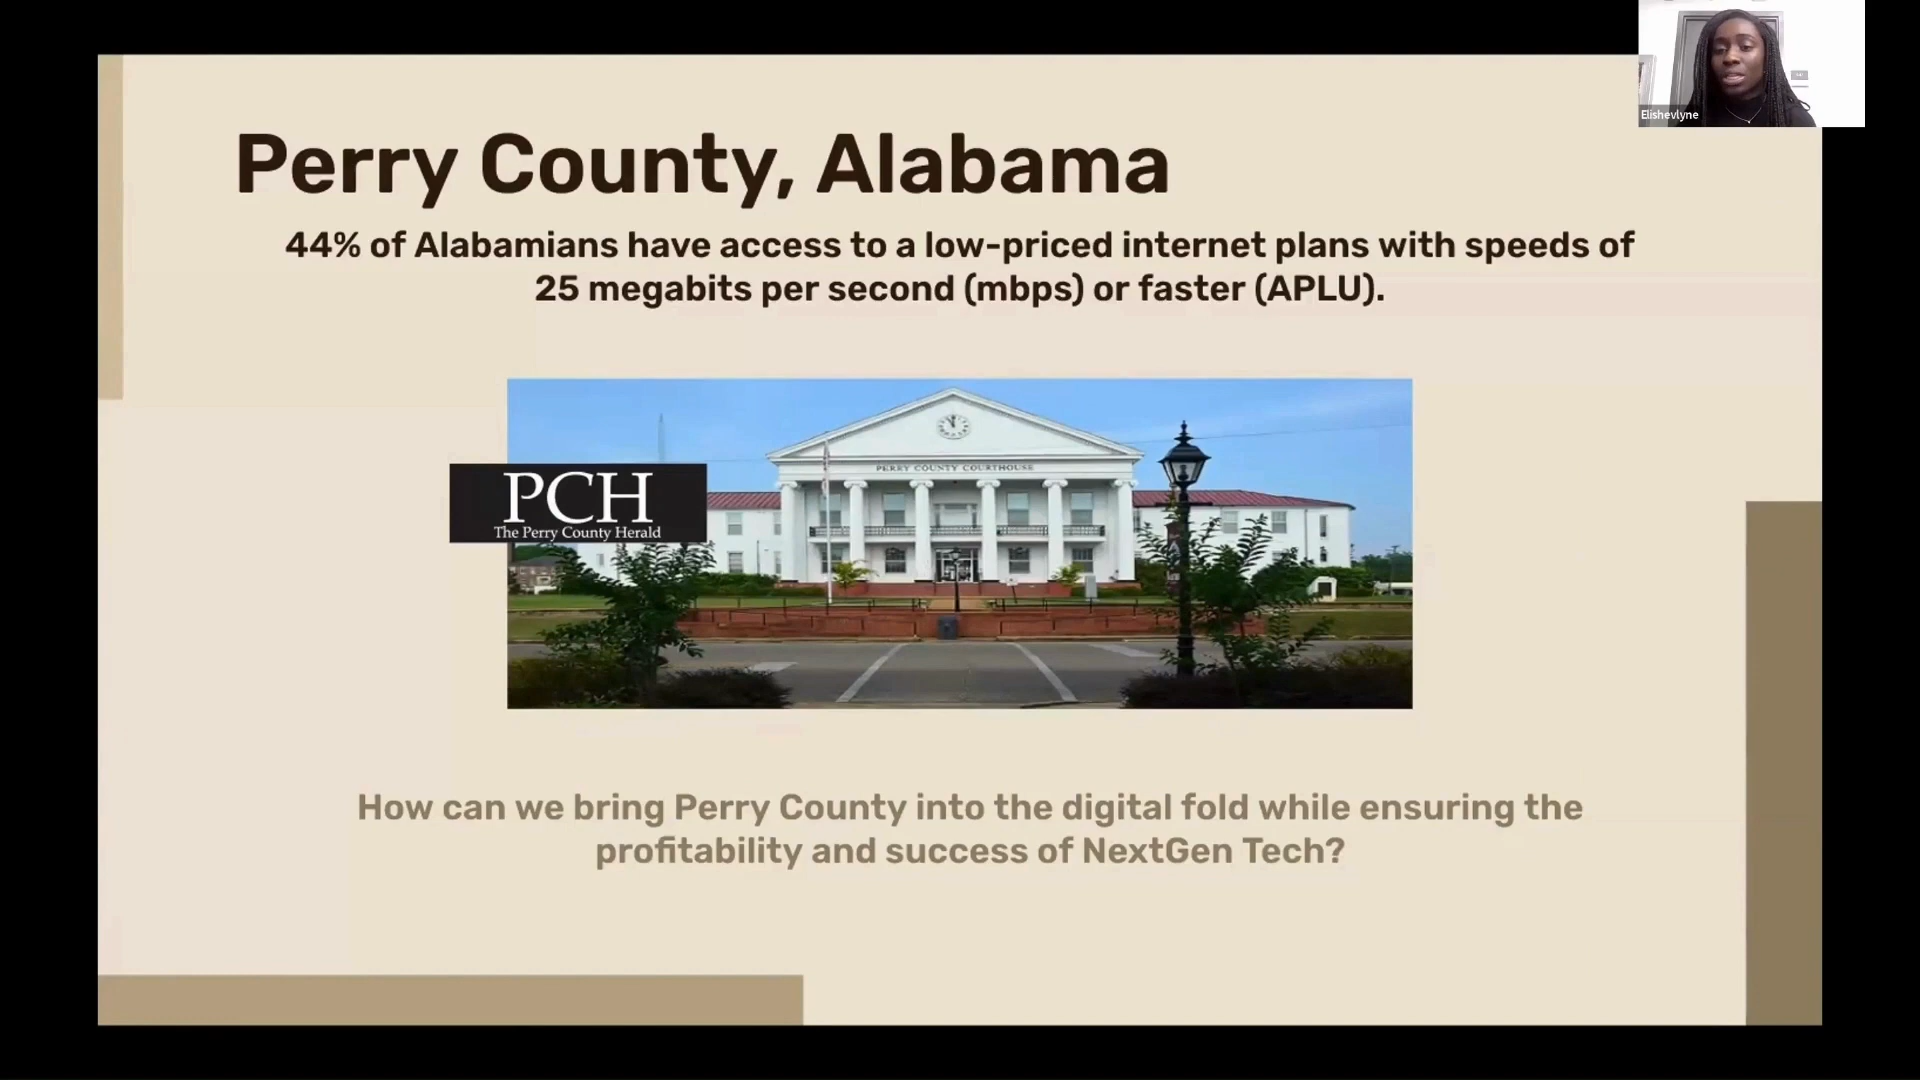 Elishevlyne
Perry County, Alabama
44% of Alabamians have access to a low-priced internet plans with speeds of
25 megabits per second (mbps) or faster (APLU).
PERRY COUNTY COURTHOUSE
PCH
The Perry County Herald
How can we bring Perry County into the digital fold while ensuring the
profitability and success of NextGen Tech?